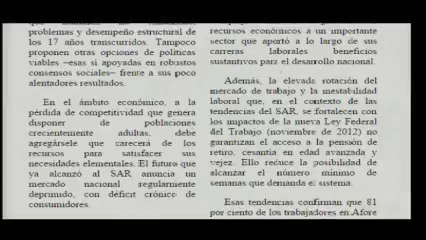 problemas y desempeño estructural de
los 17 años transcurridos. Tampoco
proponen otras opciones de políticas
viables –esas sí apoyadas en robustos
consensos sociales– frente a sus poco
alentadores resultados.
En el ámbito económico, a la
pérdida de competitividad que genera
disponer de poblaciones
crecientemente adultas, debe
agregársele que carecerá de los
recursos para satisfacer sus
necesidades elementales. El futuro que
ya alcanzó al SAR anuncia un
mercado nacional regularmente
deprimido, con déficit crónico de
consumidores.
recursos económicos a un importante
sector que aportó a lo largo de sus
carreras laborales beneficios
sustantivos para el desarrollo nacional.
Además, la elevada rotación del
mercado de trabajo y la inestabilidad
laboral que, en el contexto de las
tendencias del SAR, se fortalecen con
los impactos de la nueva Ley Federal
del Trabajo (noviembre de 2012) no
garantizan el acceso a la pensión de
retiro, cesantía en edad avanzada y
vejez. Ello reduce la posibilidad de
alcanzar el número mínimo de
semanas que demanda el sistema.
Esas tendencias confirman que 81
por ciento de los trabajadores en Afore